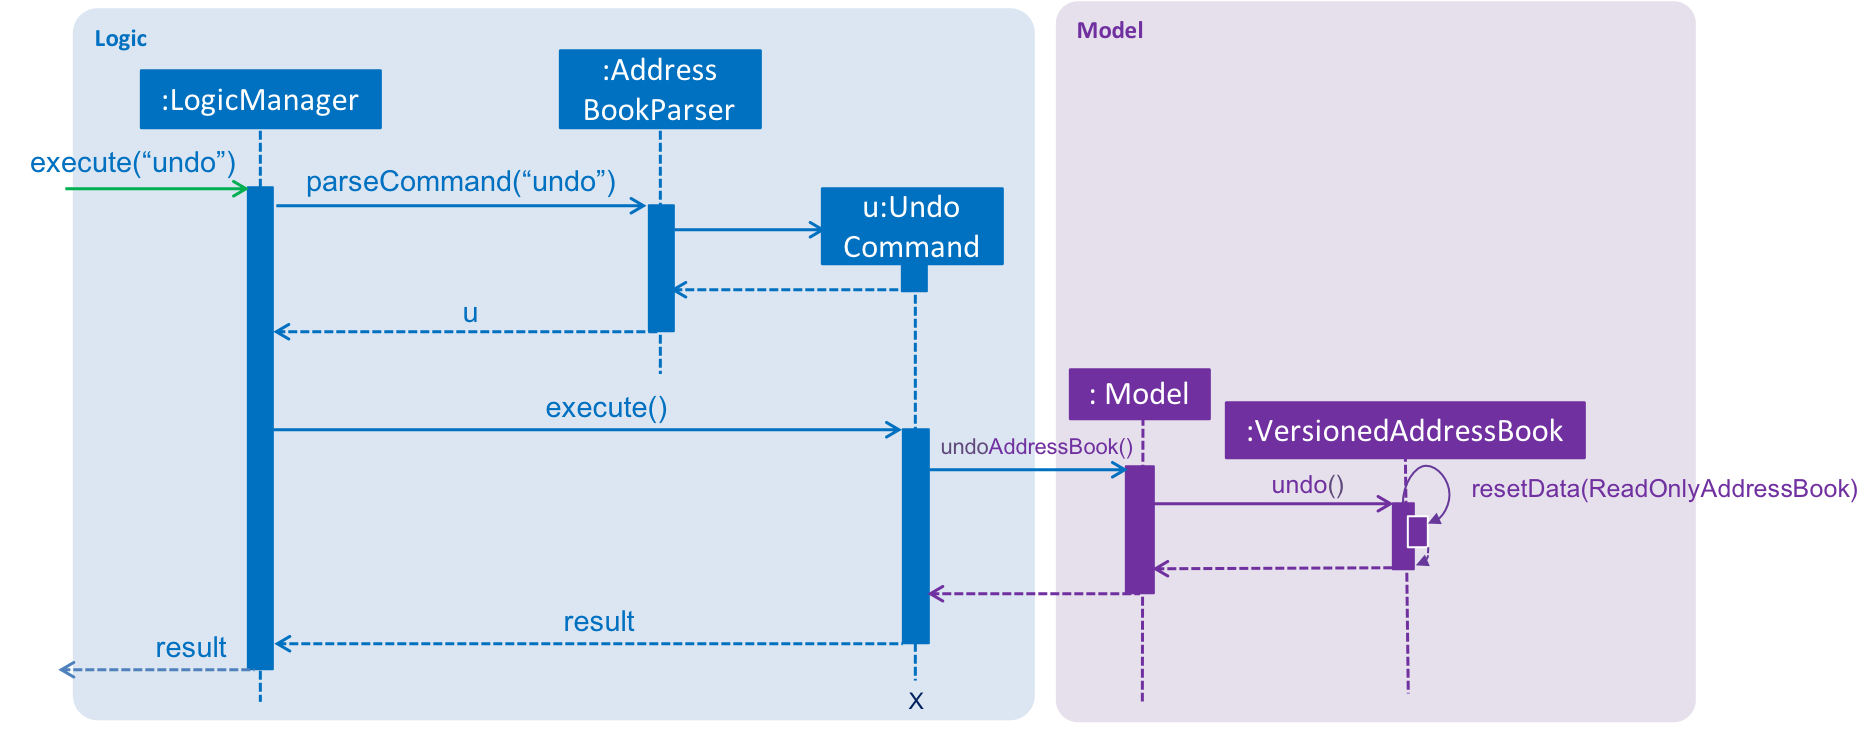 Logic
Model
:LogicManager
:Address
BookParser
execute(“undo”)
parseCommand(“undo”)
u:Undo
Command
u
execute()
: Model
:VersionedAddressBook
undoAddressBook()
undo()
resetData(ReadOnlyAddressBook)
result
result
X